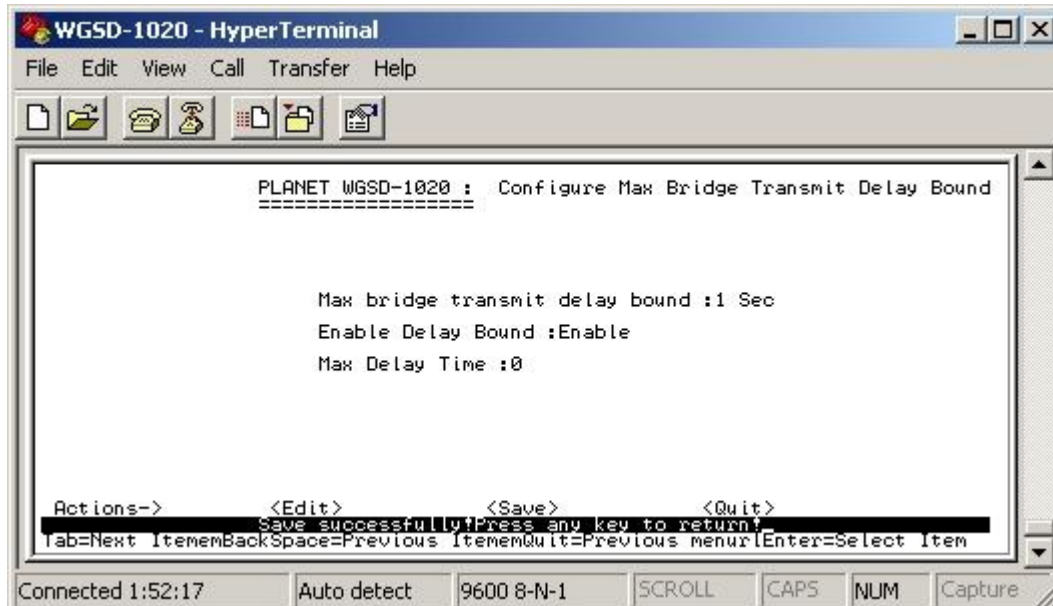 WGSD-1020 - HyperTerminal
File Edit View Call Transfer Help
PLANET WGSD-1020 : Configure Max Bridge Transmit Delay Bound
==================
Max bridge transmit delay bound :1 Sec
Enable Delay Bound :Enable
Max Delay Time :0
Actions-> <Edit> <Save> <Quit>
Save successfully!Press any key to return!_
Tab=Next ItememBackSpace=Previous ItememQuit=Previous menurlEnter=Select Item
Connected 1:52:17 Auto detect 9600 8-N-1 SCROLL CAPS NUM Capture